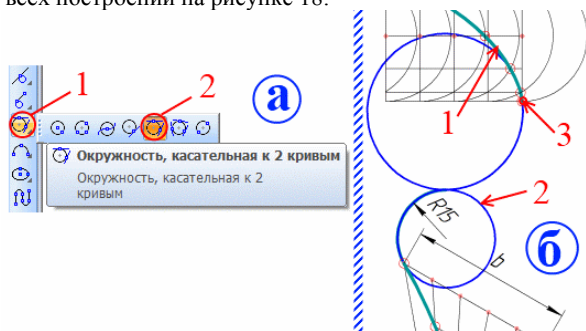 всех построений на рисунке 18.
1
2
а
Окружность, касательная к 2 кривым
Окружность, касательная к 2
кривым
1
3
2
R15
б
b